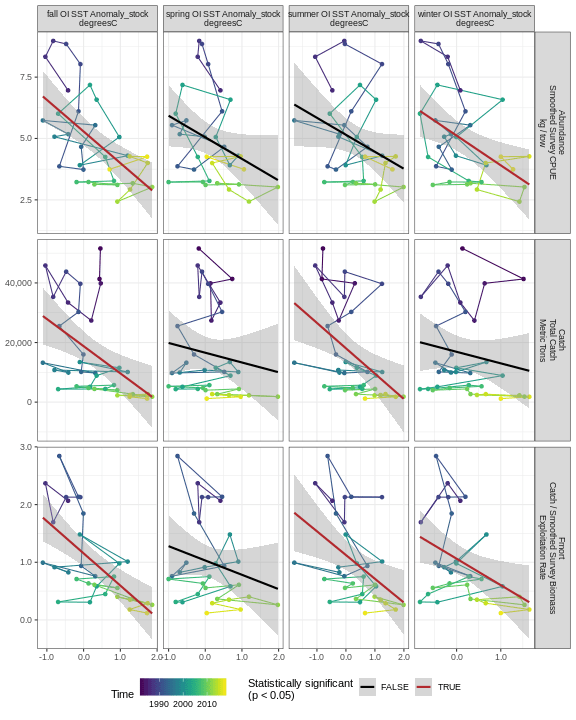 fall OI SST Anomaly_stock
degreesC
spring OI SST Anomaly_stock
degreesC
summer OI SST Anomaly_stock
degreesC
winter OI SST Anomaly_stock
degreesC
7.5
5.0
2.5
Abundance
Smoothed Survey CPUE
kg / tow
40,000
20,000
0
Catch
Total Catch
Metric Tons
3.0
2.0
1.0
0.0
Fmort
Catch / Smoothed Survey Biomass
Exploitation Rate
-1.0 0.0 1.0 2.0
-1.0 0.0 1.0 2.0
-1.0 0.0 1.0 2.0
0.0 1.0
Time
1990 2000 2010
Statistically significant
(p < 0.05)
FALSE
TRUE